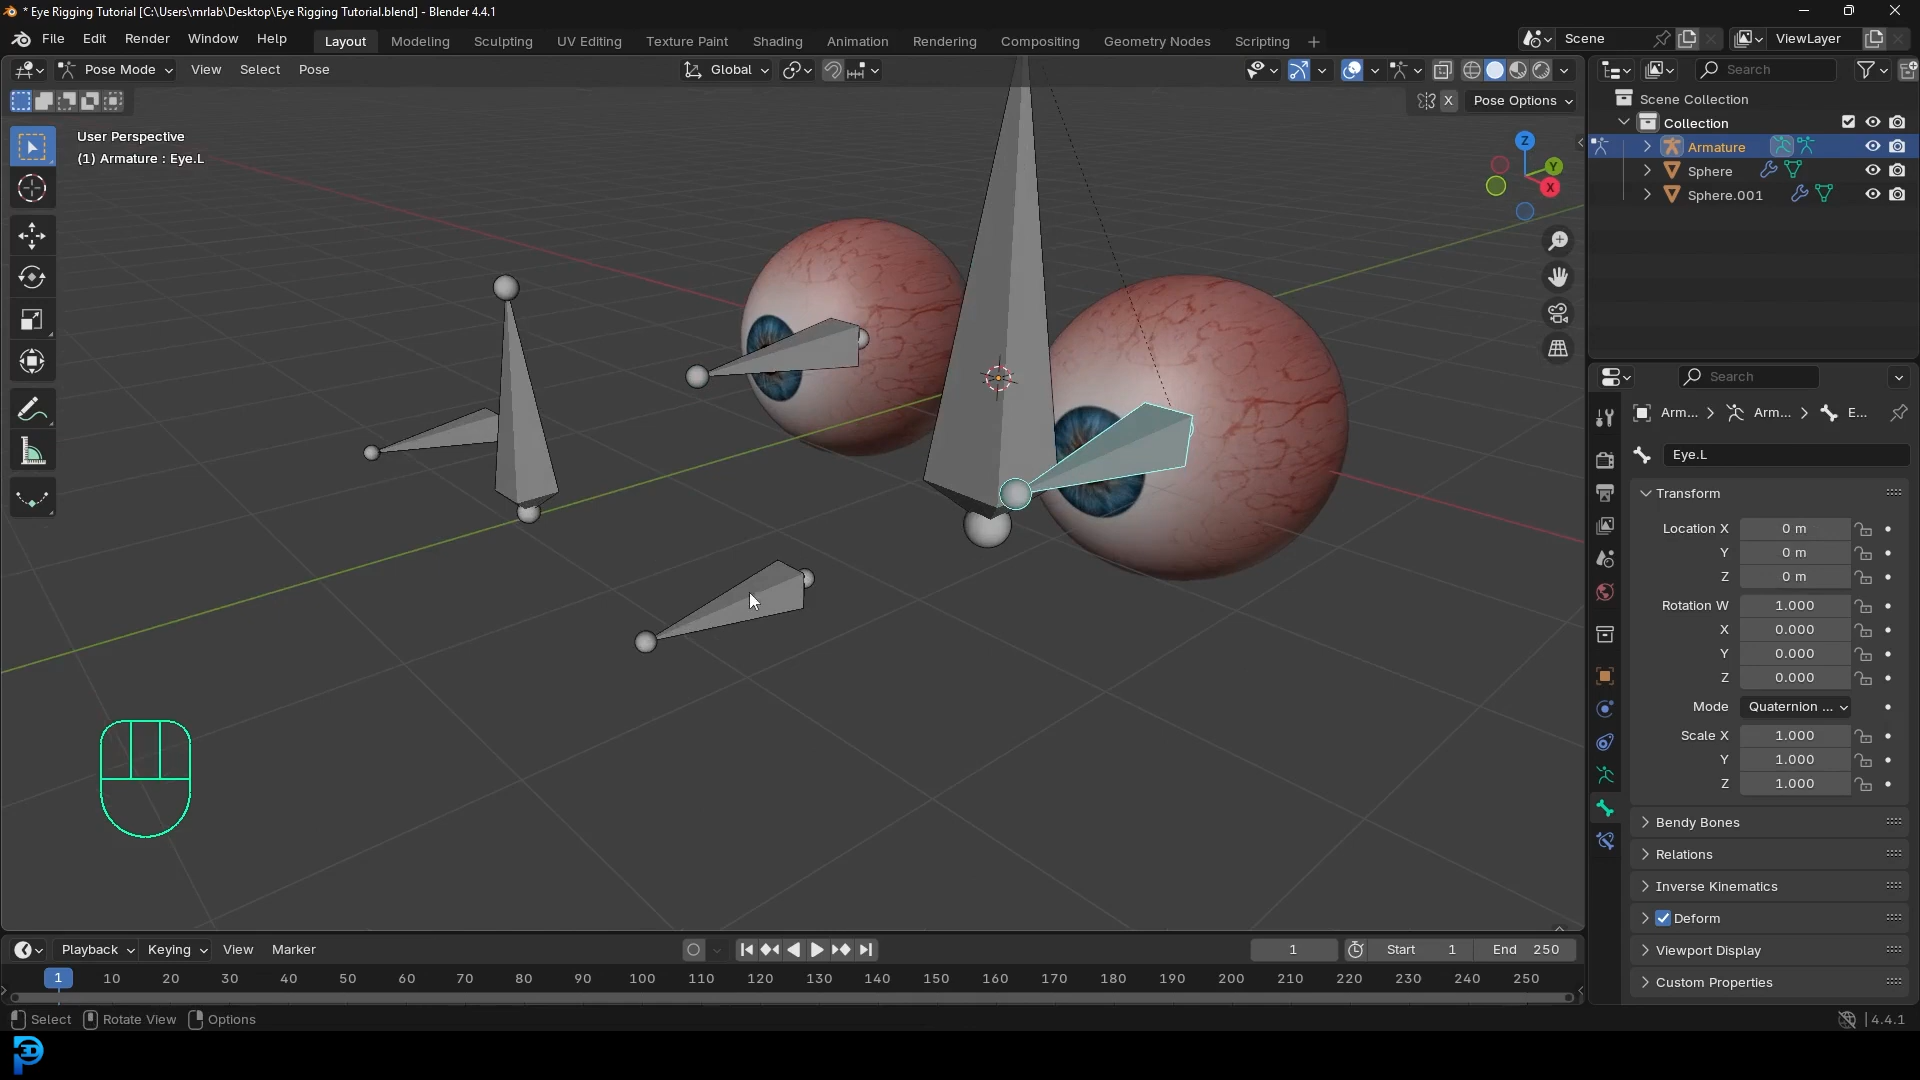 * Eye Rigging Tutorial [C:\Users\mrlab\Desktop\Eye Rigging Tutorial.blend] - Blender 4.4.1
File Edit Render Window Help Layout Modeling Sculpting UV Editing Texture Paint Shading Animation Rendering Compositing Geometry Nodes Scripting + Scene ViewLayer
Pose Mode View Select Pose Global Search
X Pose Options
Scene Collection
Collection
Armature
Sphere
Sphere.001
User Perspective
(1) Armature : Eye.L
Z
Y
X
Search
Arm... Arm... E...
Eye.L
Transform
Location X 0 m
Y 0 m
Z 0 m
Rotation W 1.000
X 0.000
Y 0.000
Z 0.000
Mode Quaternion ...
Scale X 1.000
Y 1.000
Z 1.000
Bendy Bones
Relations
Inverse Kinematics
Deform
Viewport Display
Custom Properties
Playback Keying View Marker 1 Start 1 End 250
1 10 20 30 40 50 60 70 80 90 100 110 120 130 140 150 160 170 180 190 200 210 220 230 240 250
Select Rotate View Options 4.4.1
3D